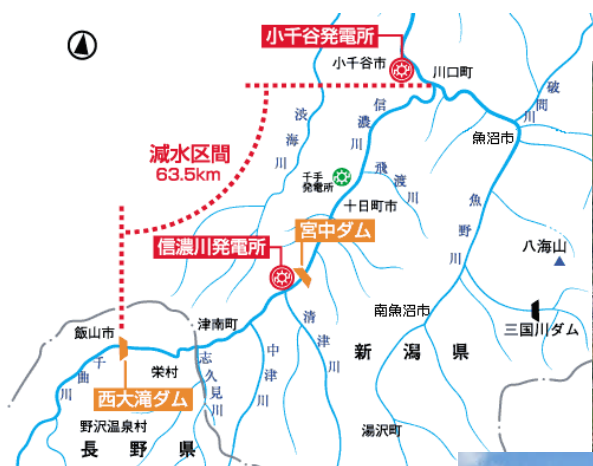 小千谷発電所
小千谷市
川口町
破間川
渋海川
信濃川
魚沼市
減水区間
63.5km
千手
発電所
飛渡川
十日町市
魚野川
宮中ダム
信濃川発電所
八海山
飯山市
津南町
清津川
南魚沼市
三国川ダム
新潟県
千曲川
栄村
志久見川
中津川
西大滝ダム
野沢温泉村
湯沢町
長野県